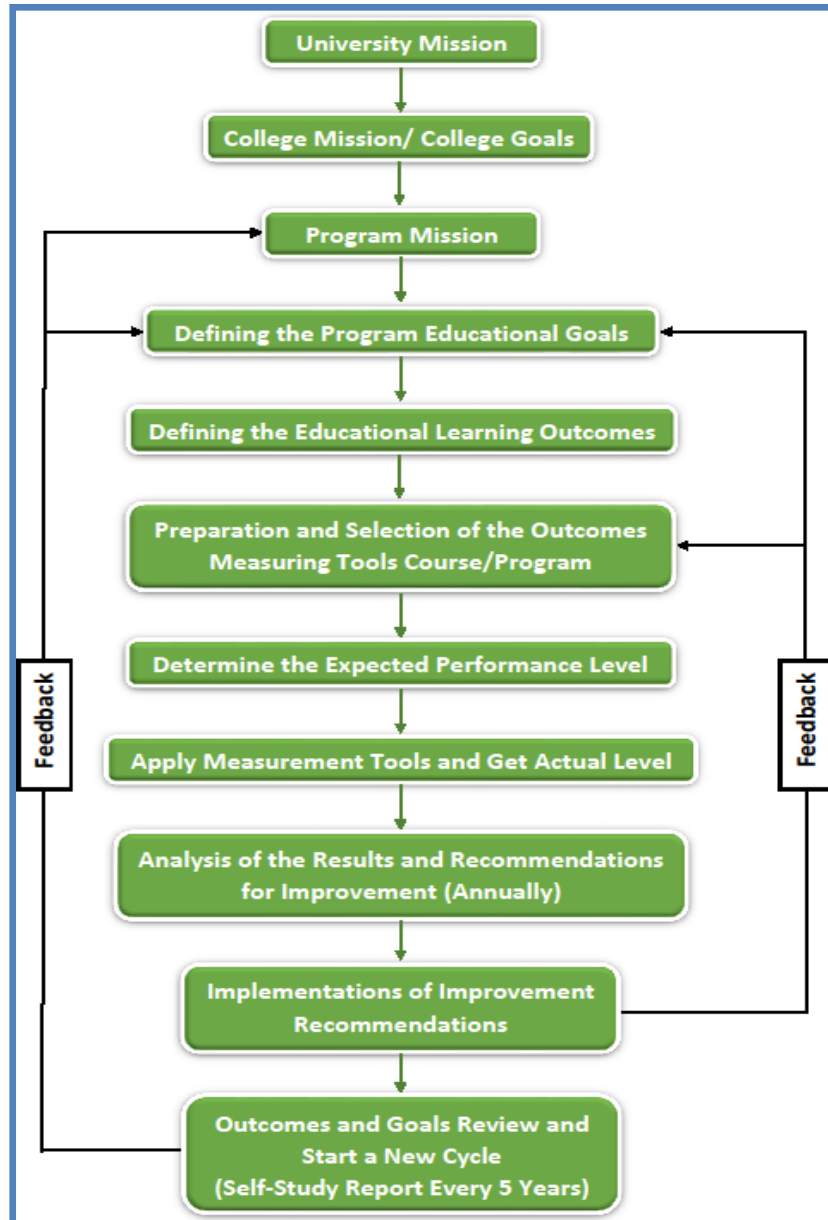 University Mission
College Mission/ College Goals
Program Mission
Defining the Program Educational Goals
Defining the Educational Learning Outcomes
Preparation and Selection of the Outcomes
Measuring Tools Course/Program
Determine the Expected Performance Level
Feedback
Feedback
Apply Measurement Tools and Get Actual Level
Analysis of the Results and Recommendations
for Improvement (Annually)
Implementations of Improvement
Recommendations
Outcomes and Goals Review and
Start a New Cycle
(Self-Study Report Every 5 Years)